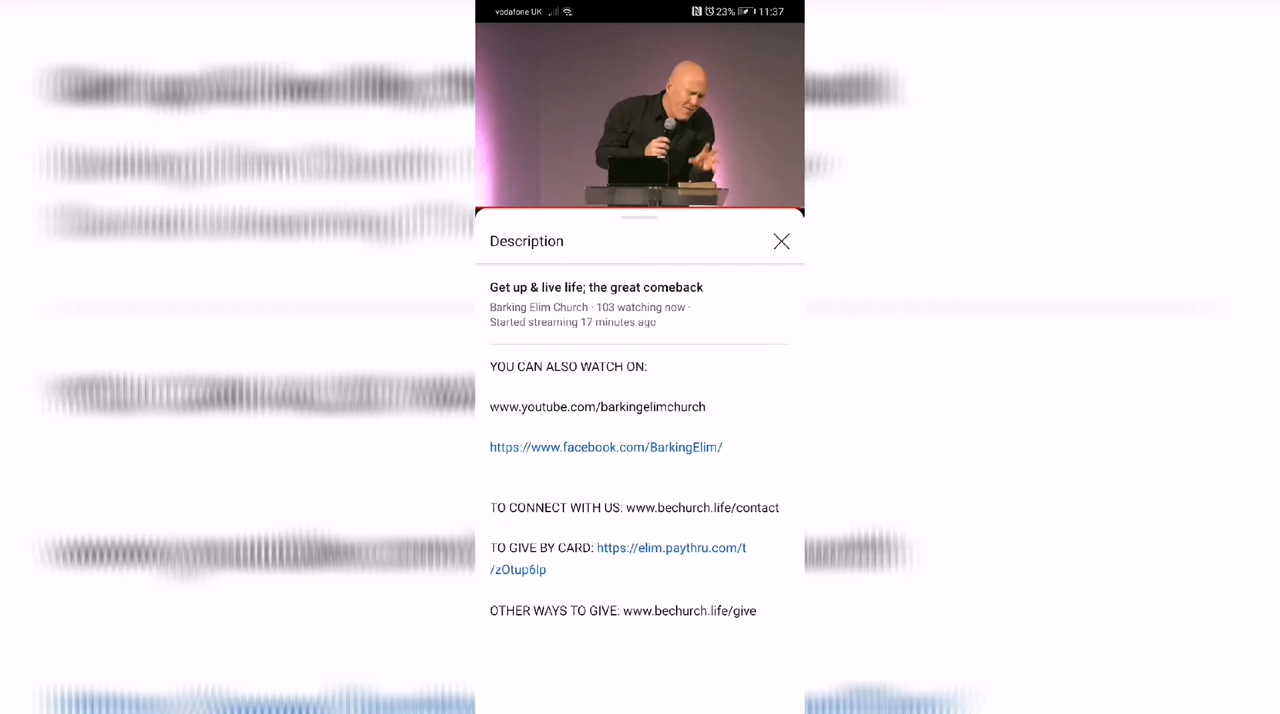 vodafone UK 23% 11:37
Description
Get up & live life; the great comeback
Barking Elim Church · 103 watching now ·
Started streaming 17 minutes ago
YOU CAN ALSO WATCH ON:
www.youtube.com/barkingelimchurch
https://www.facebook.com/BarkingElim/
TO CONNECT WITH US: www.bechurch.life/contact
TO GIVE BY CARD: https://elim.paythru.com/t
/zOtup6lp
OTHER WAYS TO GIVE: www.bechurch.life/give